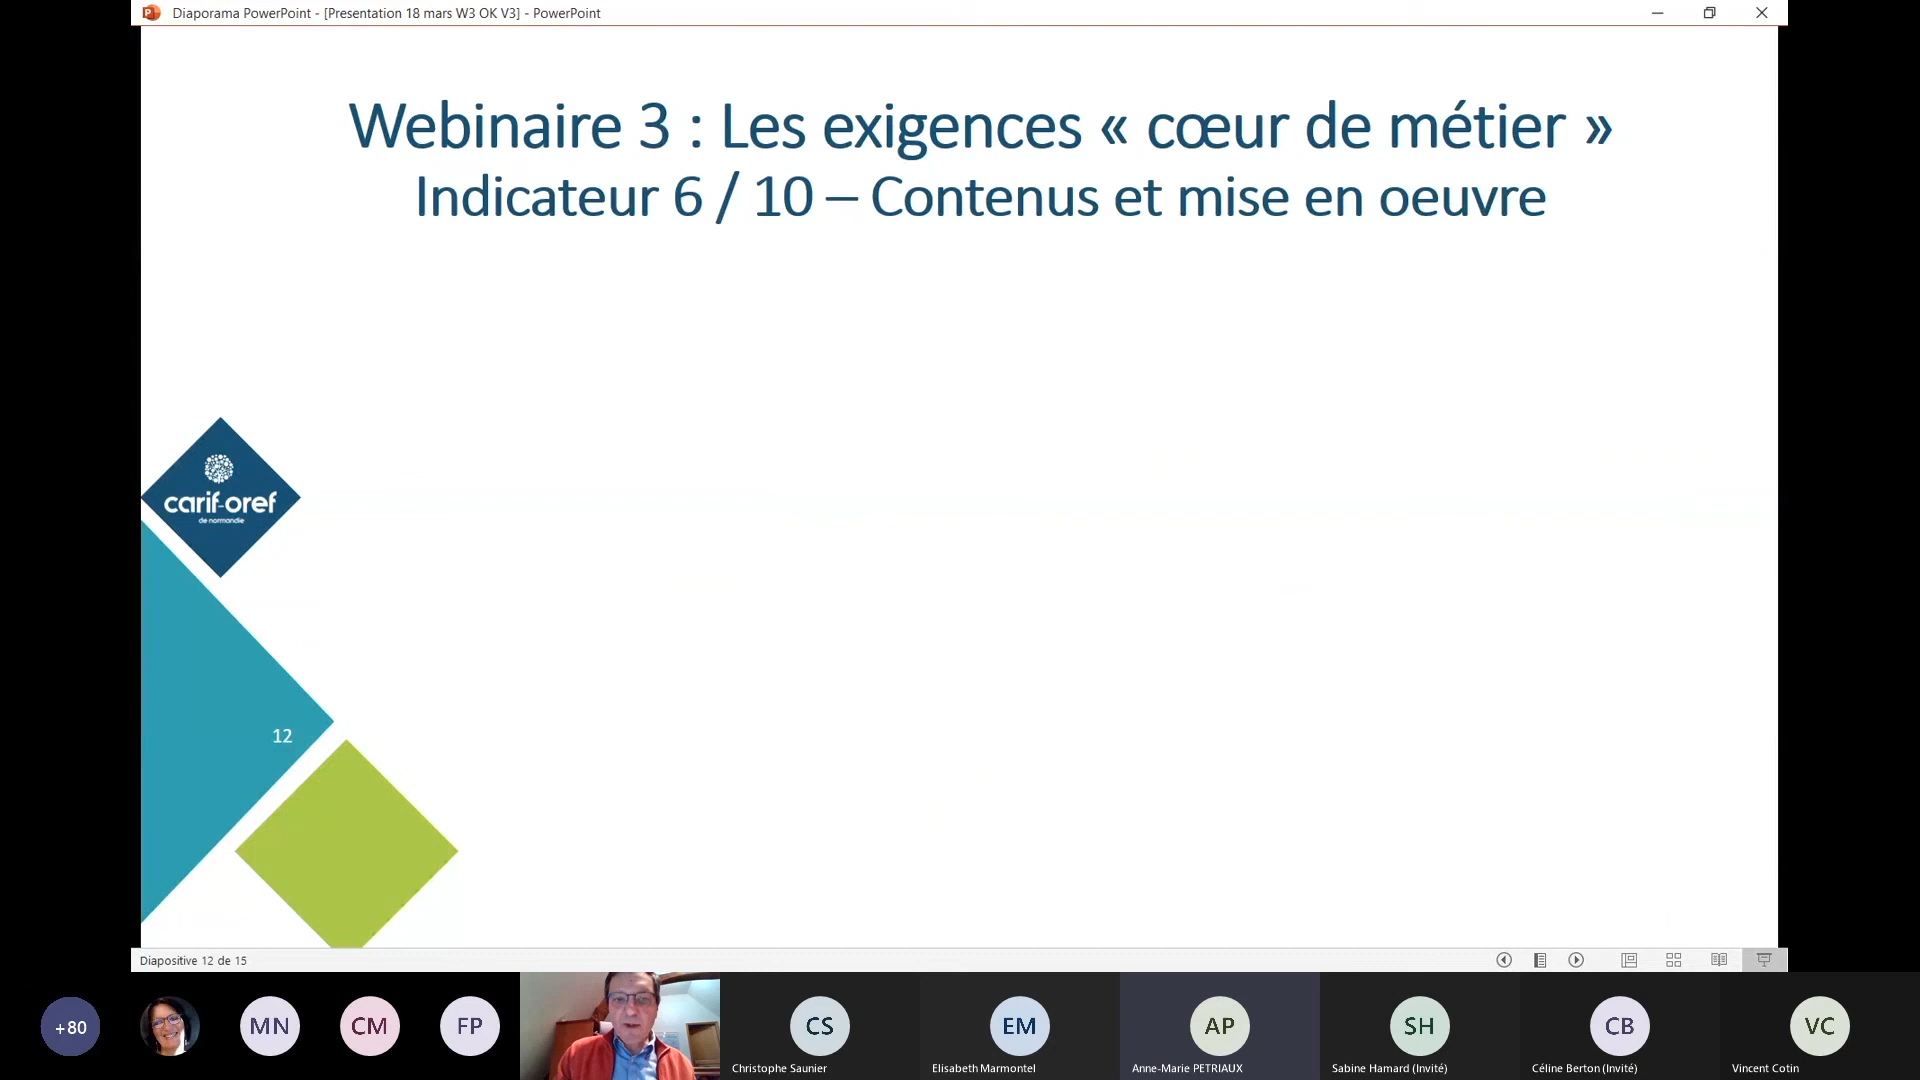 Diaporama PowerPoint - [Presentation 18 mars W3 OK V3] - PowerPoint
Webinaire 3 : Les exigences « cœur de métier »
Indicateur 6 / 10 – Contenus et mise en oeuvre
carif-oref
de normandie
12
Diapositive 12 de 15
+80
MN
CM
FP
CS
Christophe Saunier
EM
Elisabeth Marmontel
AP
Anne-Marie PETRIAUX
SH
Sabine Hamard (Invité)
CB
Céline Berton (Invité)
VC
Vincent Cotin